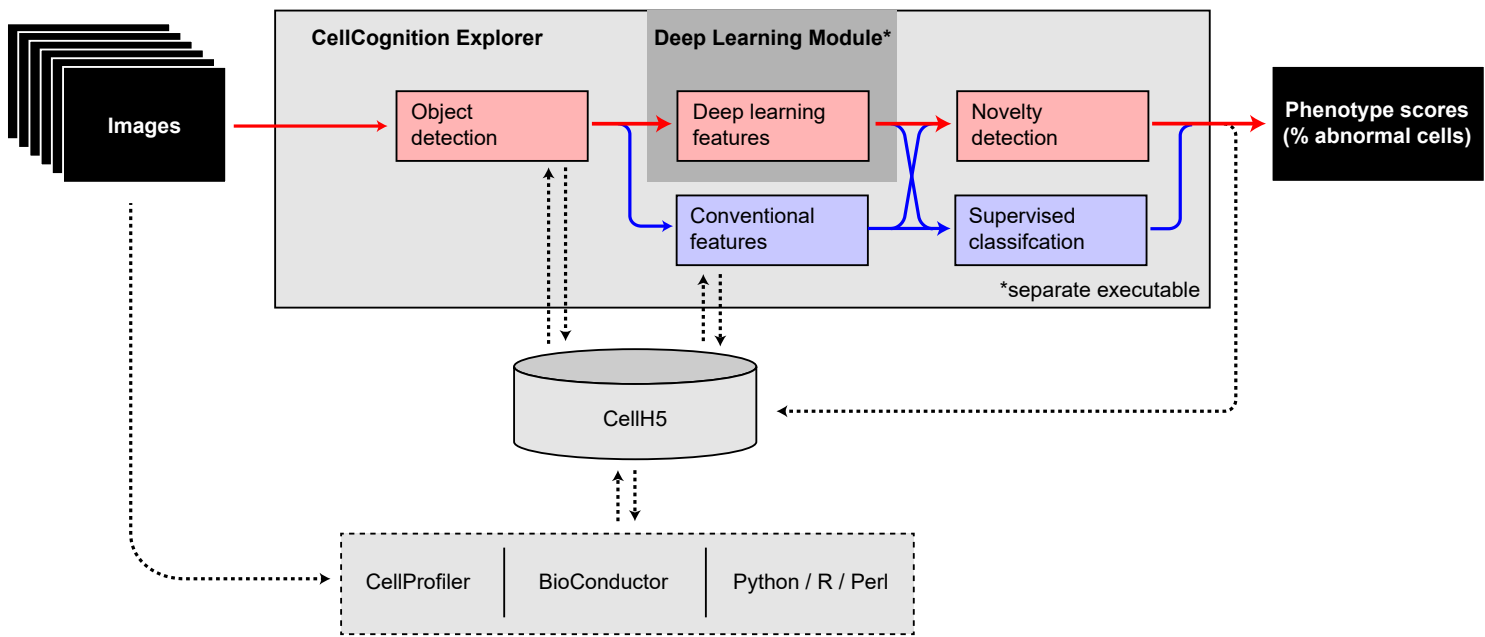 CellCognition Explorer
Deep Learning Module*
Images
Object
detection
Deep learning
features
Novelty
detection
Phenotype scores
(% abnormal cells)
Conventional
features
Supervised
classifcation
*separate executable
CellH5
CellProfiler
BioConductor
Python / R / Perl